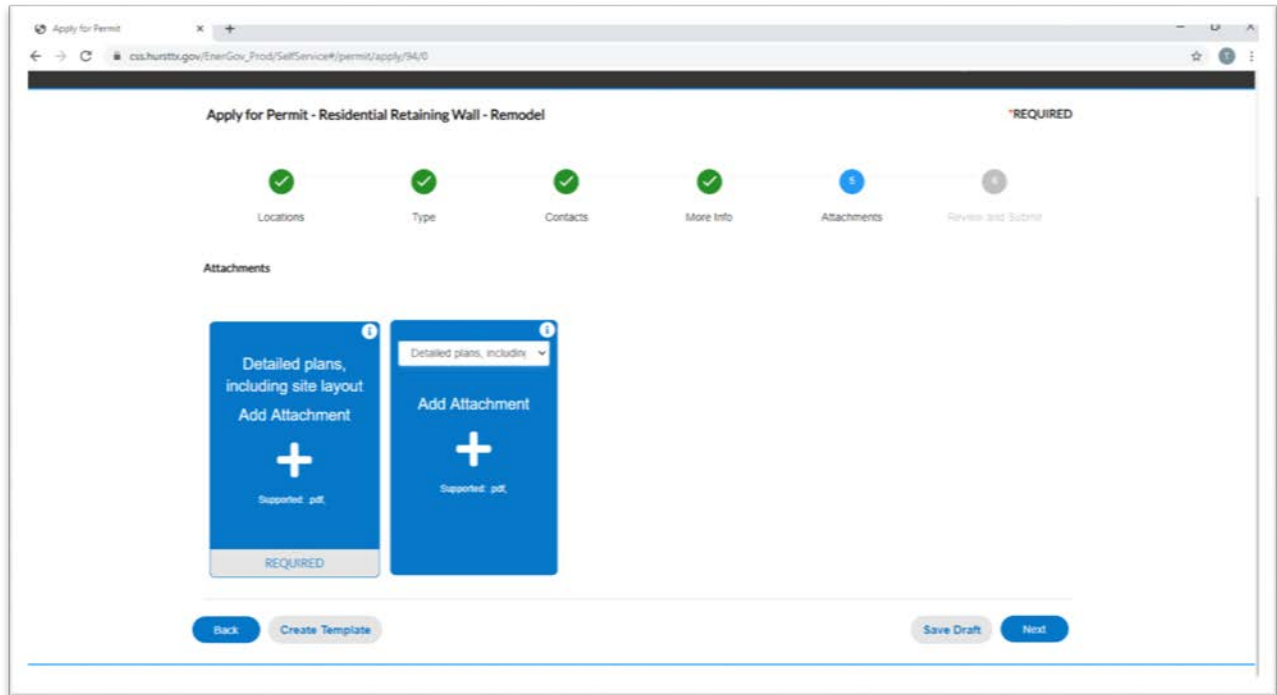 Apply for Permit
css.hursttx.gov/EnerGov_Prod/SelfService#/permit/apply/94/0
Apply for Permit - Residential Retaining Wall - Remodel
*REQUIRED
5
6
Locations
Type
Contacts
More Info
Attachments
Review and Submit
Attachments
Detailed plans,
including site layout
Add Attachment
Supported: .pdf,
REQUIRED
Detailed plans, including
Add Attachment
Supported: .pdf,
Back
Create Template
Save Draft
Next